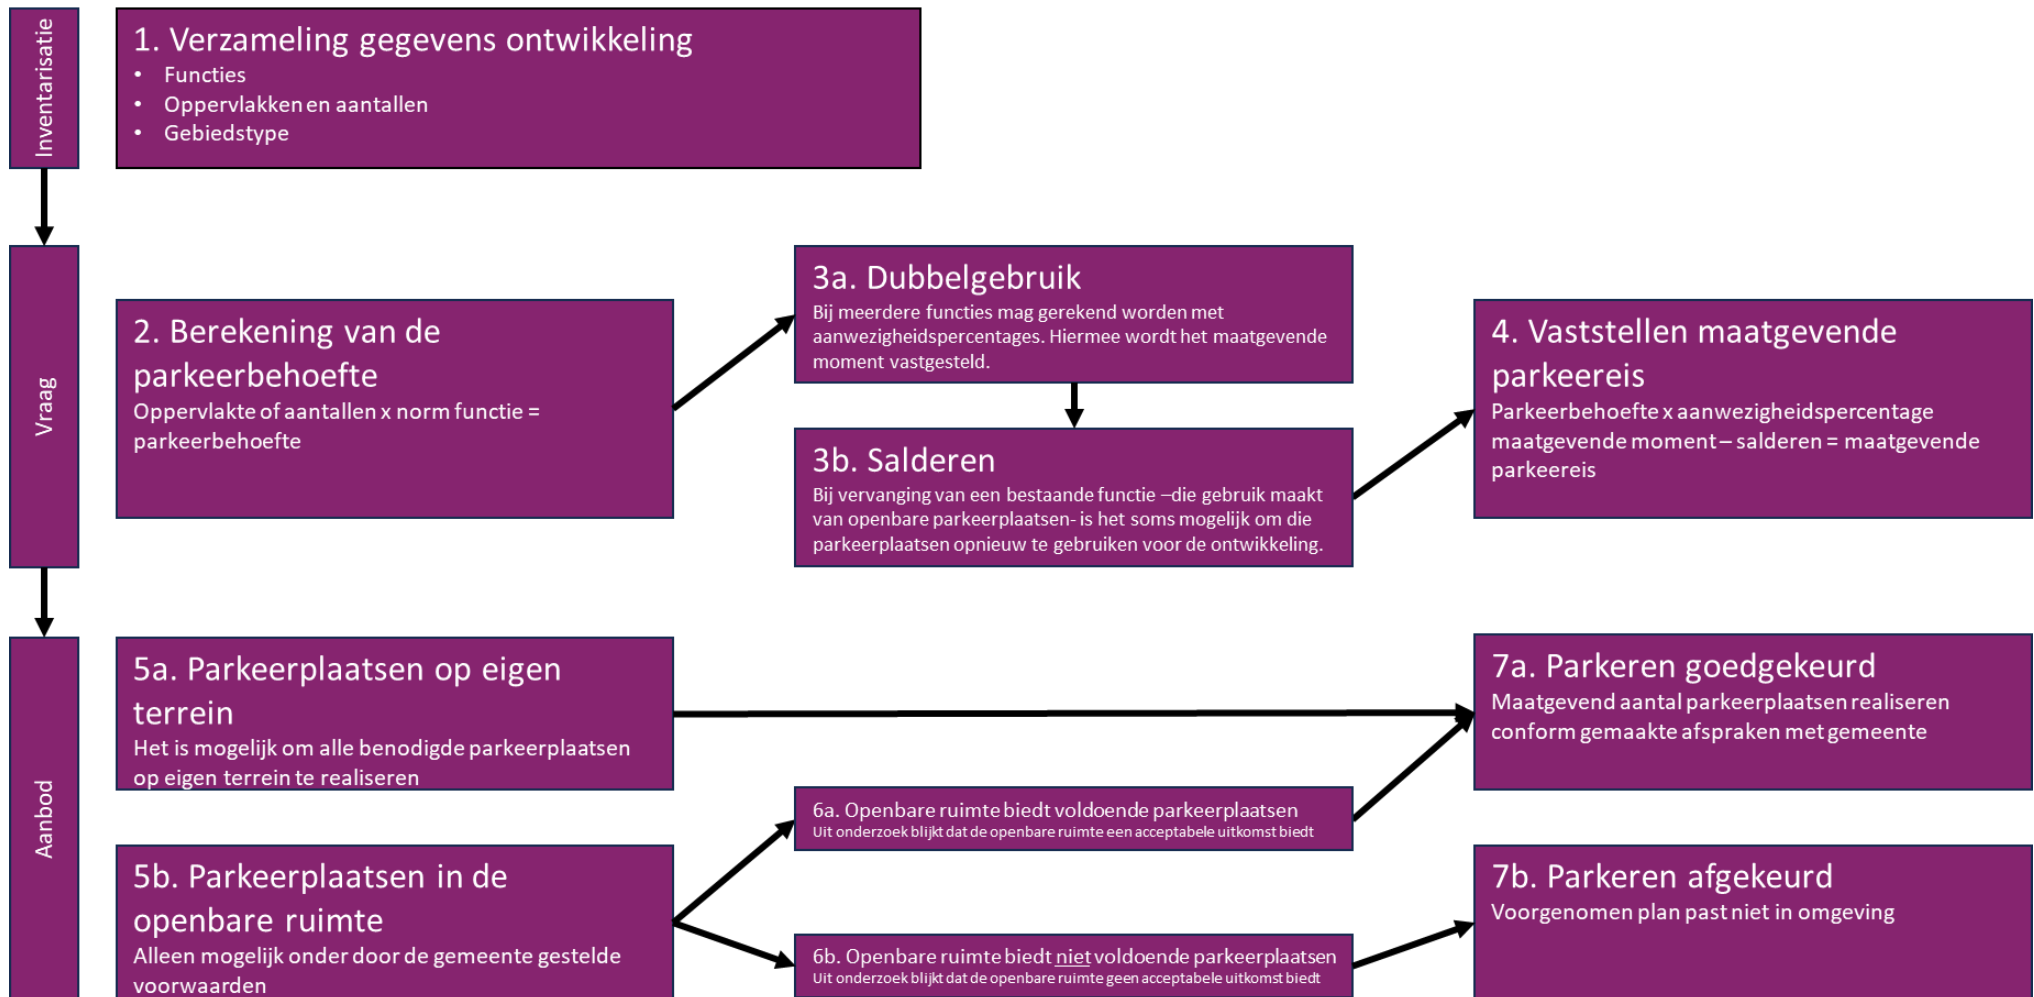 Inventarisatie
1. Verzameling gegevens ontwikkeling
• Functies
• Oppervlakken en aantallen
• Gebiedstype
Vraag
2. Berekening van de
parkeerbehoefte
Oppervlakte of aantallen x norm functie =
parkeerbehoefte
3a. Dubbelgebruik
Bij meerdere functies mag gerekend worden met
aanwezigheidspercentages. Hiermee wordt het maatgevende
moment vastgesteld.
3b. Salderen
Bij vervanging van een bestaande functie –die gebruik maakt
van openbare parkeerplaatsen- is het soms mogelijk om die
parkeerplaatsen opnieuw te gebruiken voor de ontwikkeling.
4. Vaststellen maatgevende
parkeereis
Parkeerbehoefte x aanwezigheidspercentage
maatgevende moment – salderen = maatgevende
parkeereis
Aanbod
5a. Parkeerplaatsen op eigen
terrein
Het is mogelijk om alle benodigde parkeerplaatsen
op eigen terrein te realiseren
5b. Parkeerplaatsen in de
openbare ruimte
Alleen mogelijk onder door de gemeente gestelde
voorwaarden
6a. Openbare ruimte biedt voldoende parkeerplaatsen
Uit onderzoek blijkt dat de openbare ruimte een acceptabele uitkomst biedt
6b. Openbare ruimte biedt niet voldoende parkeerplaatsen
Uit onderzoek blijkt dat de openbare ruimte geen acceptabele uitkomst biedt
7a. Parkeren goedgekeurd
Maatgevend aantal parkeerplaatsen realiseren
conform gemaakte afspraken met gemeente
7b. Parkeren afgekeurd
Voorgenomen plan past niet in omgeving